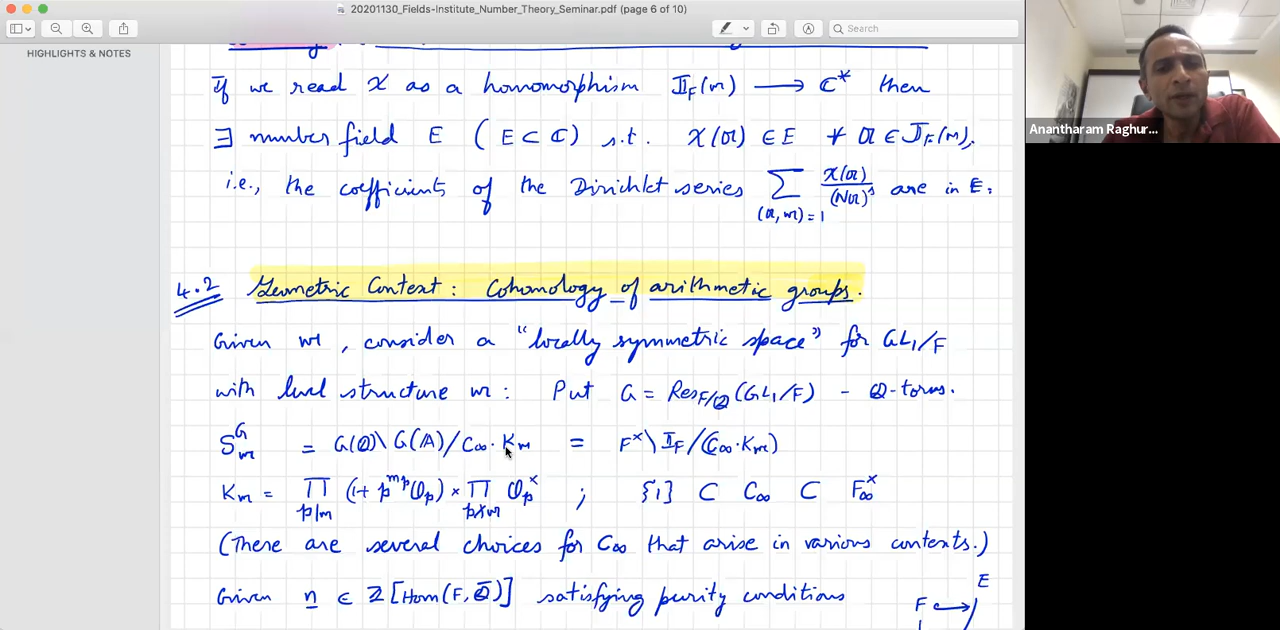 20201130_Fields-Institute_Number_Theory_Seminar.pdf (page 6 of 10)
Search
HIGHLIGHTS & NOTES
Anantharam Raghur...
If we read χ as a homomorphism 𝕀_F(𝔪) ⟶ ℂ* then
∃ number field E (E ⊂ ℂ) s.t. χ(𝔞) ∈ E ∀ 𝔞 ∈ 𝕀_F(𝔪).
i.e., the coefficients of the Dirichlet series ∑_{(𝔞,𝔪)=1} χ(𝔞)/(N𝔞)^s are in E.
4.2 Geometric Context: Cohomology of arithmetic groups.
Given 𝔪, consider a "locally symmetric space" for GL₁/F
with level structure 𝔪: Put G = Res_{F/ℚ}(GL₁/F) - ℚ-torus.
S^G_𝔪 = G(ℚ)\G(𝔸)/C∞·K_𝔪 = F^×\𝕀_F/(C∞·K_𝔪)
K_𝔪 = ∏_{p|𝔪} (1+p^{m_p}𝒪_p) × ∏_{p∤𝔪} 𝒪_p^× ; {1} ⊂ C∞ ⊂ F∞^×
(There are several choices for C∞ that arise in various contexts.)
Given n ∈ ℤ[Hom(F, ℚ̄)] satisfying purity conditions
E
F